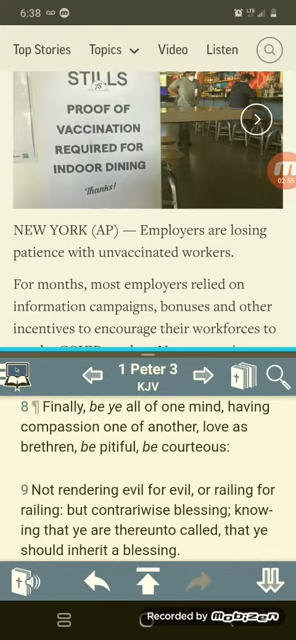 6:38
LTE
Top Stories Topics Video Listen
STILLS
PROOF OF
VACCINATION
REQUIRED FOR
INDOOR DINING
Thanks!
02:55
NEW YORK (AP) — Employers are losing
patience with unvaccinated workers.
For months, most employers relied on
information campaigns, bonuses and other
incentives to encourage their workforces to
1 Peter 3
KJV
8 ¶ Finally, be ye all of one mind, having
compassion one of another, love as
brethren, be pitiful, be courteous:
9 Not rendering evil for evil, or railing for
railing: but contrariwise blessing; know-
ing that ye are thereunto called, that ye
should inherit a blessing.
Recorded by Mobizen